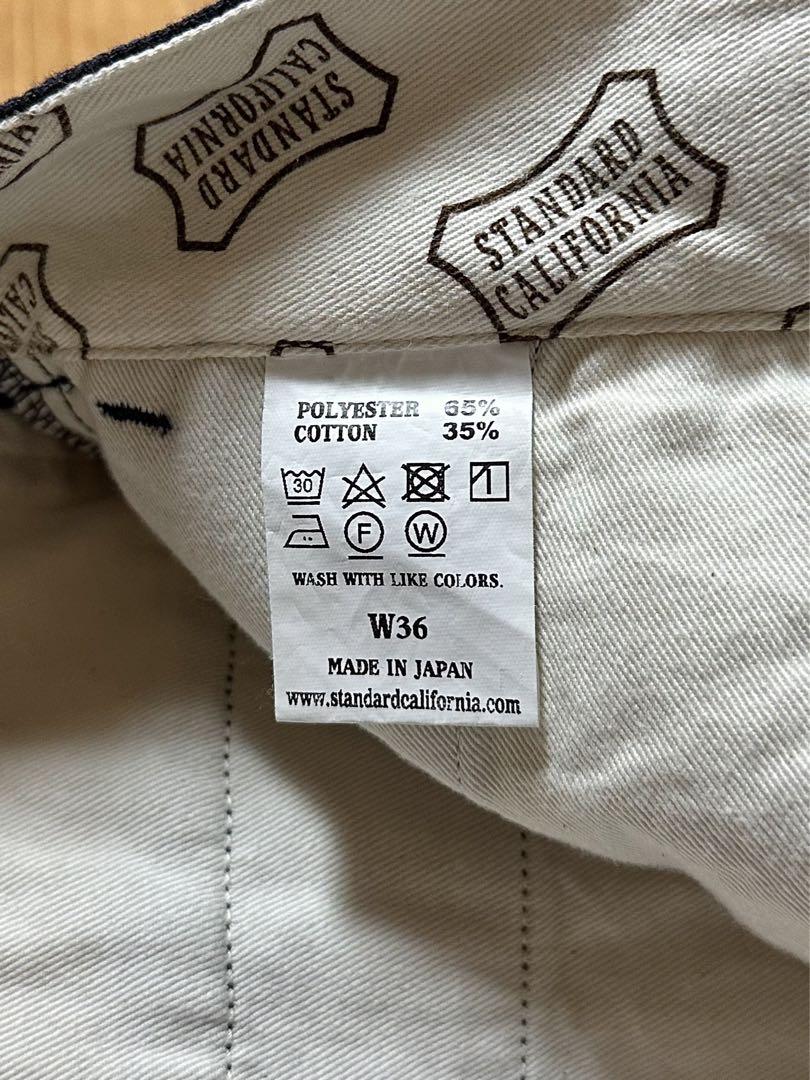 STANDARD
CALIFORNIA
STANDARD
CALIFORNIA
POLYESTER 65%
COTTON 35%
30
F W
WASH WITH LIKE COLORS.
W36
MADE IN JAPAN
www.standardcalifornia.com